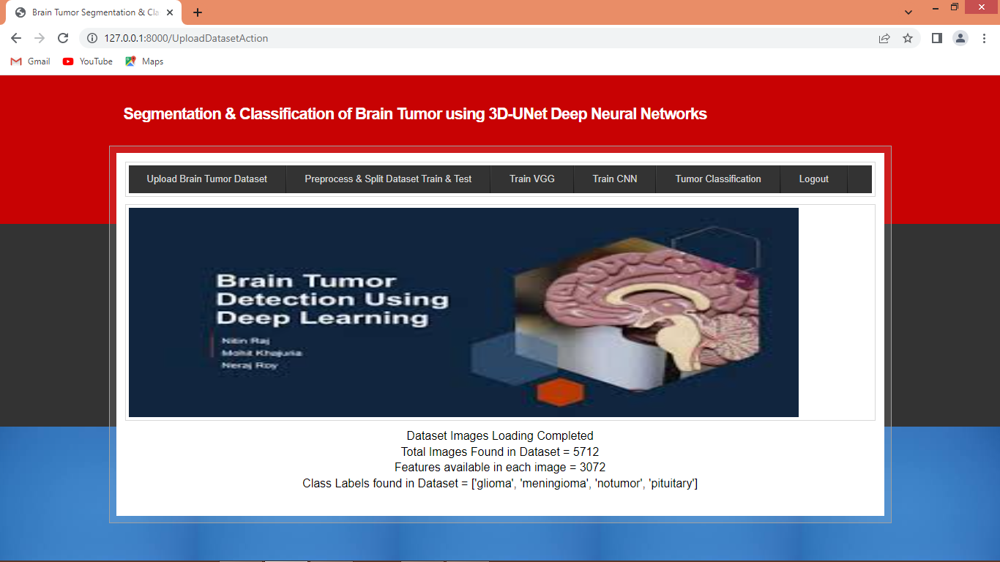 Brain Tumor Segmentation & Cla
127.0.0.1:8000/UploadDatasetAction
Gmail YouTube Maps
Segmentation & Classification of Brain Tumor using 3D-UNet Deep Neural Networks
Upload Brain Tumor Dataset Preprocess & Split Dataset Train & Test Train VGG Train CNN Tumor Classification Logout
Brain Tumor
Detection Using
Deep Learning
Nitin Raj
Mohit Khajuria
Neraj Roy
Dataset Images Loading Completed
Total Images Found in Dataset = 5712
Features available in each image = 3072
Class Labels found in Dataset = ['glioma', 'meningioma', 'notumor', 'pituitary']